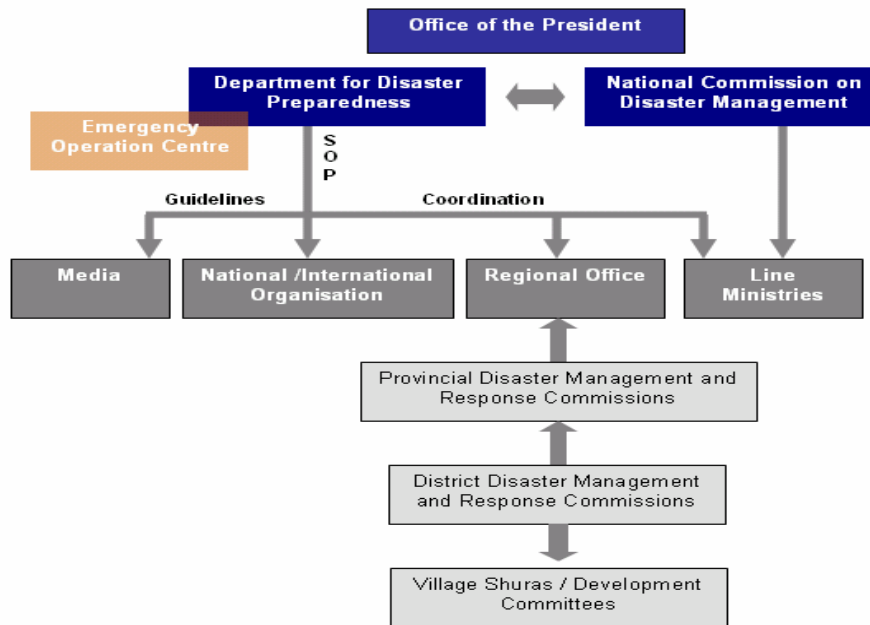 Office of the President
Department for Disaster
Preparedness
National Commission on
Disaster Management
Emergency
Operation Centre
S
O
P
Guidelines
Coordination
Media
National /International
Organisation
Regional Office
Line
Ministries
Provincial Disaster Management and
Response Commissions
District Disaster Management
and Response Commissions
Village Shuras / Development
Committees